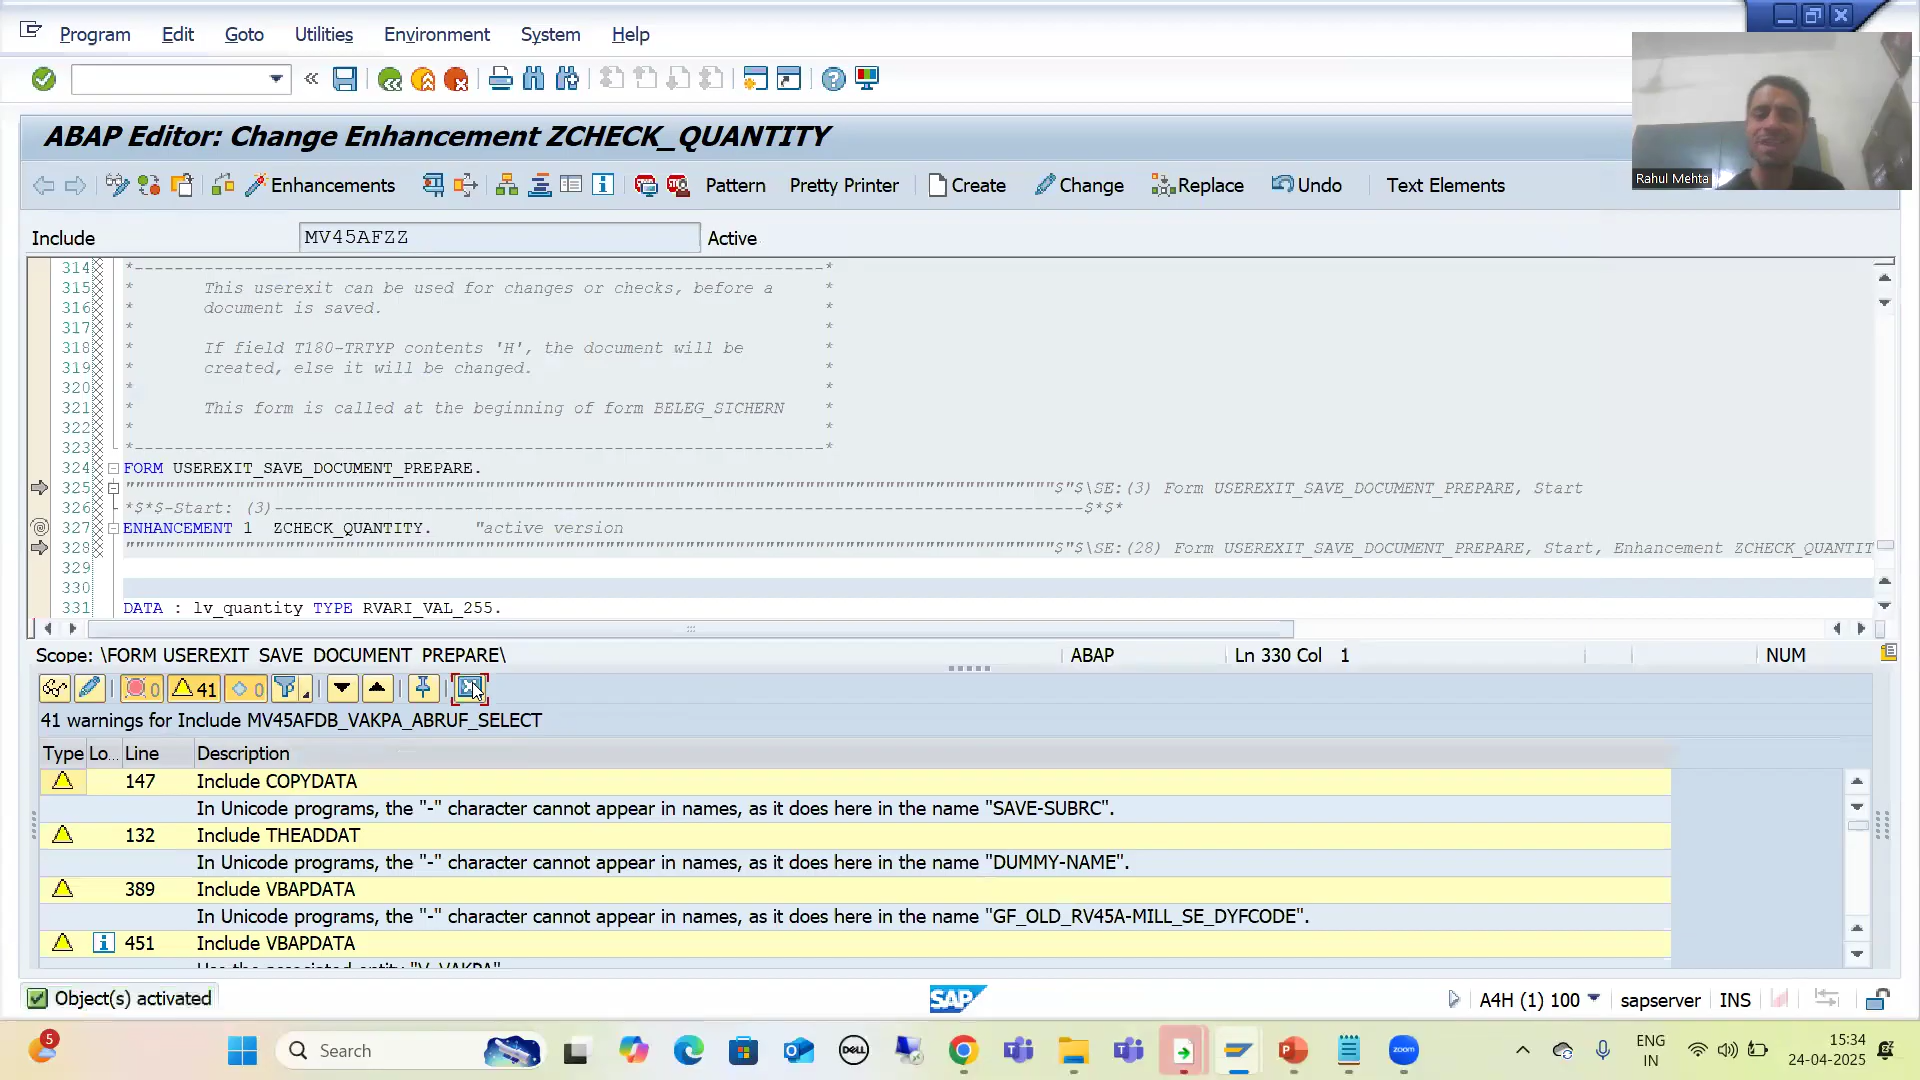 Program Edit Goto Utilities Environment System Help
ABAP Editor: Change Enhancement ZCHECK_QUANTITY
Enhancements Pattern Pretty Printer Create Change Replace Undo Text Elements
Rahul Mehta
Include MV45AFZZ Active
314 *---------------------------------------------------------------------*
315 * This userexit can be used for changes or checks, before a *
316 * document is saved. *
317 * *
318 * If field T180-TRTYP contents 'H', the document will be *
319 * created, else it will be changed. *
320 * *
321 * This form is called at the beginning of form BELEG_SICHERN *
322 * *
323 *---------------------------------------------------------------------*
324 FORM USEREXIT_SAVE_DOCUMENT_PREPARE.
325 """"""""""""""""""""""""""""""""""""""""""""""""""""""""""""""""""""""""""""""""""""""""""""$"$\SE:(3) Form USEREXIT_SAVE_DOCUMENT_PREPARE, Start
326 *$*$-Start: (3)---------------------------------------------------------------------------------$*$*
327 ENHANCEMENT 1 ZCHECK_QUANTITY. "active version
328 """"""""""""""""""""""""""""""""""""""""""""""""""""""""""""""""""""""""""""""""""""""""""""$"$\SE:(28) Form USEREXIT_SAVE_DOCUMENT_PREPARE, Start, Enhancement ZCHECK_QUANTIT
329
330
331 DATA : lv_quantity TYPE RVARI_VAL_255.
Scope: \FORM USEREXIT_SAVE_DOCUMENT_PREPARE\ ABAP Ln 330 Col 1 NUM
0 41 0
41 warnings for Include MV45AFDB_VAKPA_ABRUF_SELECT
Type Lo... Line Description
147 Include COPYDATA
In Unicode programs, the "-" character cannot appear in names, as it does here in the name "SAVE-SUBRC".
132 Include THEADDAT
In Unicode programs, the "-" character cannot appear in names, as it does here in the name "DUMMY-NAME".
389 Include VBAPDATA
In Unicode programs, the "-" character cannot appear in names, as it does here in the name "GF_OLD_RV45A-MILL_SE_DYFCODE".
451 Include VBAPDATA
Use the associated entity "V_VAKPA"
Object(s) activated SAP A4H (1) 100 sapserver INS
5 Search DELL zoom ENG IN 15:34 24-04-2025